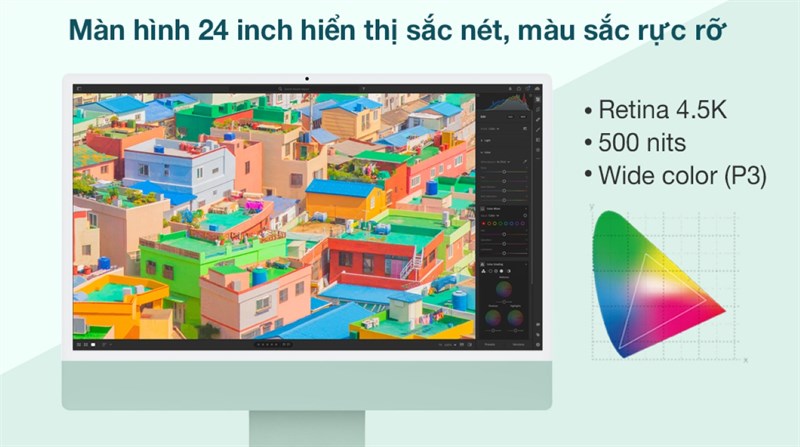 Màn hình 24 inch hiển thị sắc nét, màu sắc rực rỡ
• Retina 4.5K
• 500 nits
• Wide color (P3)